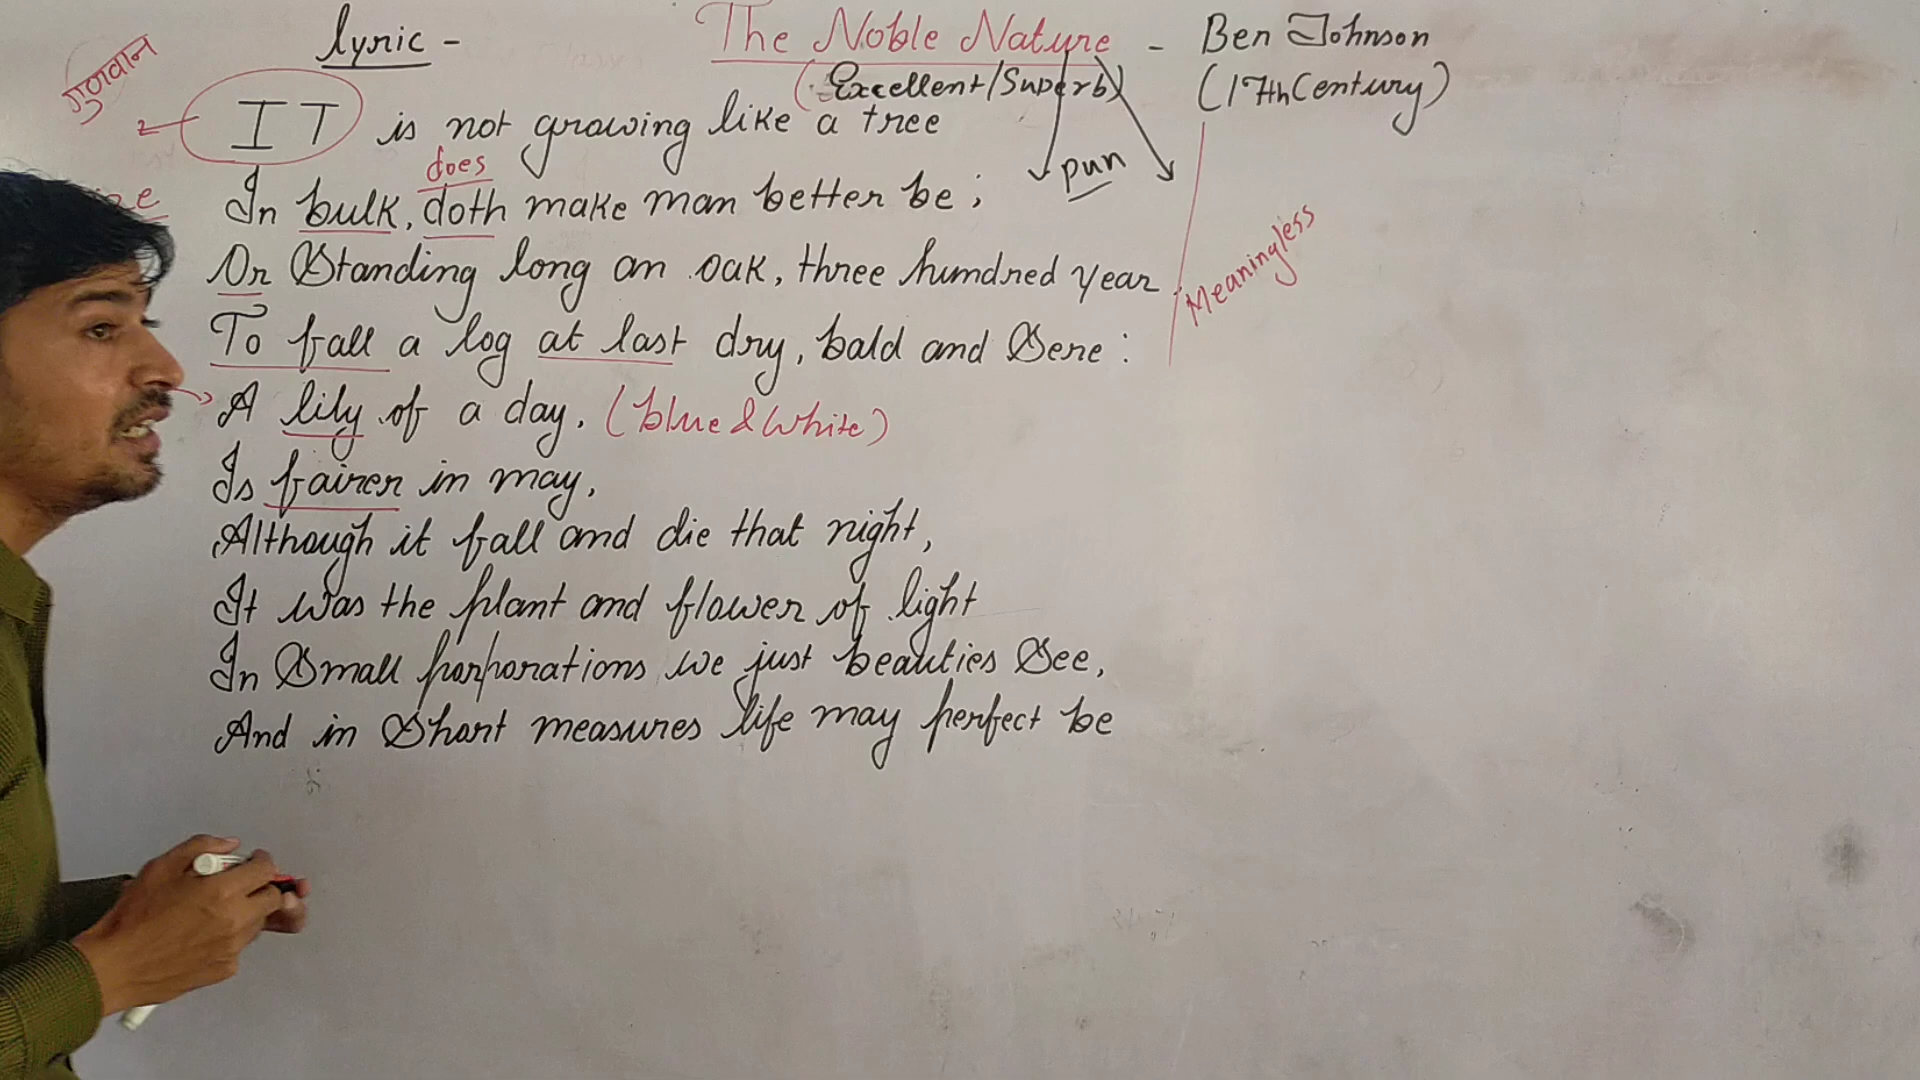 lyric - The Noble Nature - Ben Johnson
(Excellent/Superb) (17th Century)
गुणवान
IT is not growing like a tree
does
pun
In bulk, doth make man better be ;
Or Standing long an oak, three hundred year
Meaningless
To fall a log at last dry, bald and Sere :
A lily of a day, (blue & white)
Is fairer in may,
Although it fall and die that night,
It was the plant and flower of light
In Small porporations we just beauties See,
And in Short measures life may perfect be